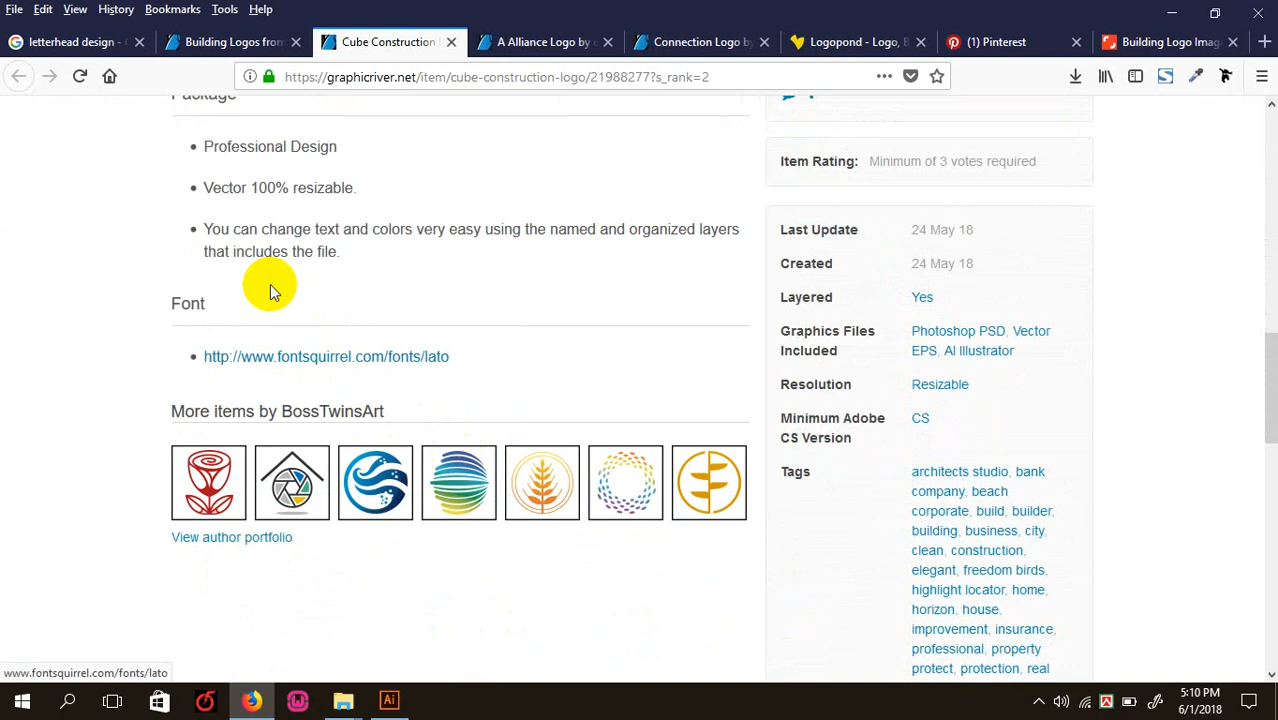 File Edit View History Bookmarks Tools Help
letterhead design - G
Building Logos from
Cube Construction
A Alliance Logo by
Connection Logo by
Logopond - Logo, B
(1) Pinterest
Building Logo Imag
https://graphicriver.net/item/cube-construction-logo/21988277?s_rank=2
Package
Professional Design
Vector 100% resizable.
You can change text and colors very easy using the named and organized layers
that includes the file.
Font
http://www.fontsquirrel.com/fonts/lato
More items by BossTwinsArt
View author portfolio
Item Rating: Minimum of 3 votes required
Last Update 24 May 18
Created 24 May 18
Layered Yes
Graphics Files Photoshop PSD, Vector
Included EPS, AI Illustrator
Resolution Resizable
Minimum Adobe CS
CS Version
Tags architects studio, bank
company, beach
corporate, build, builder,
building, business, city,
clean, construction,
elegant, freedom birds,
highlight locator, home,
horizon, house,
improvement, insurance,
professional, property
protect, protection, real
www.fontsquirrel.com/fonts/lato
Ai
5:10 PM
6/1/2018